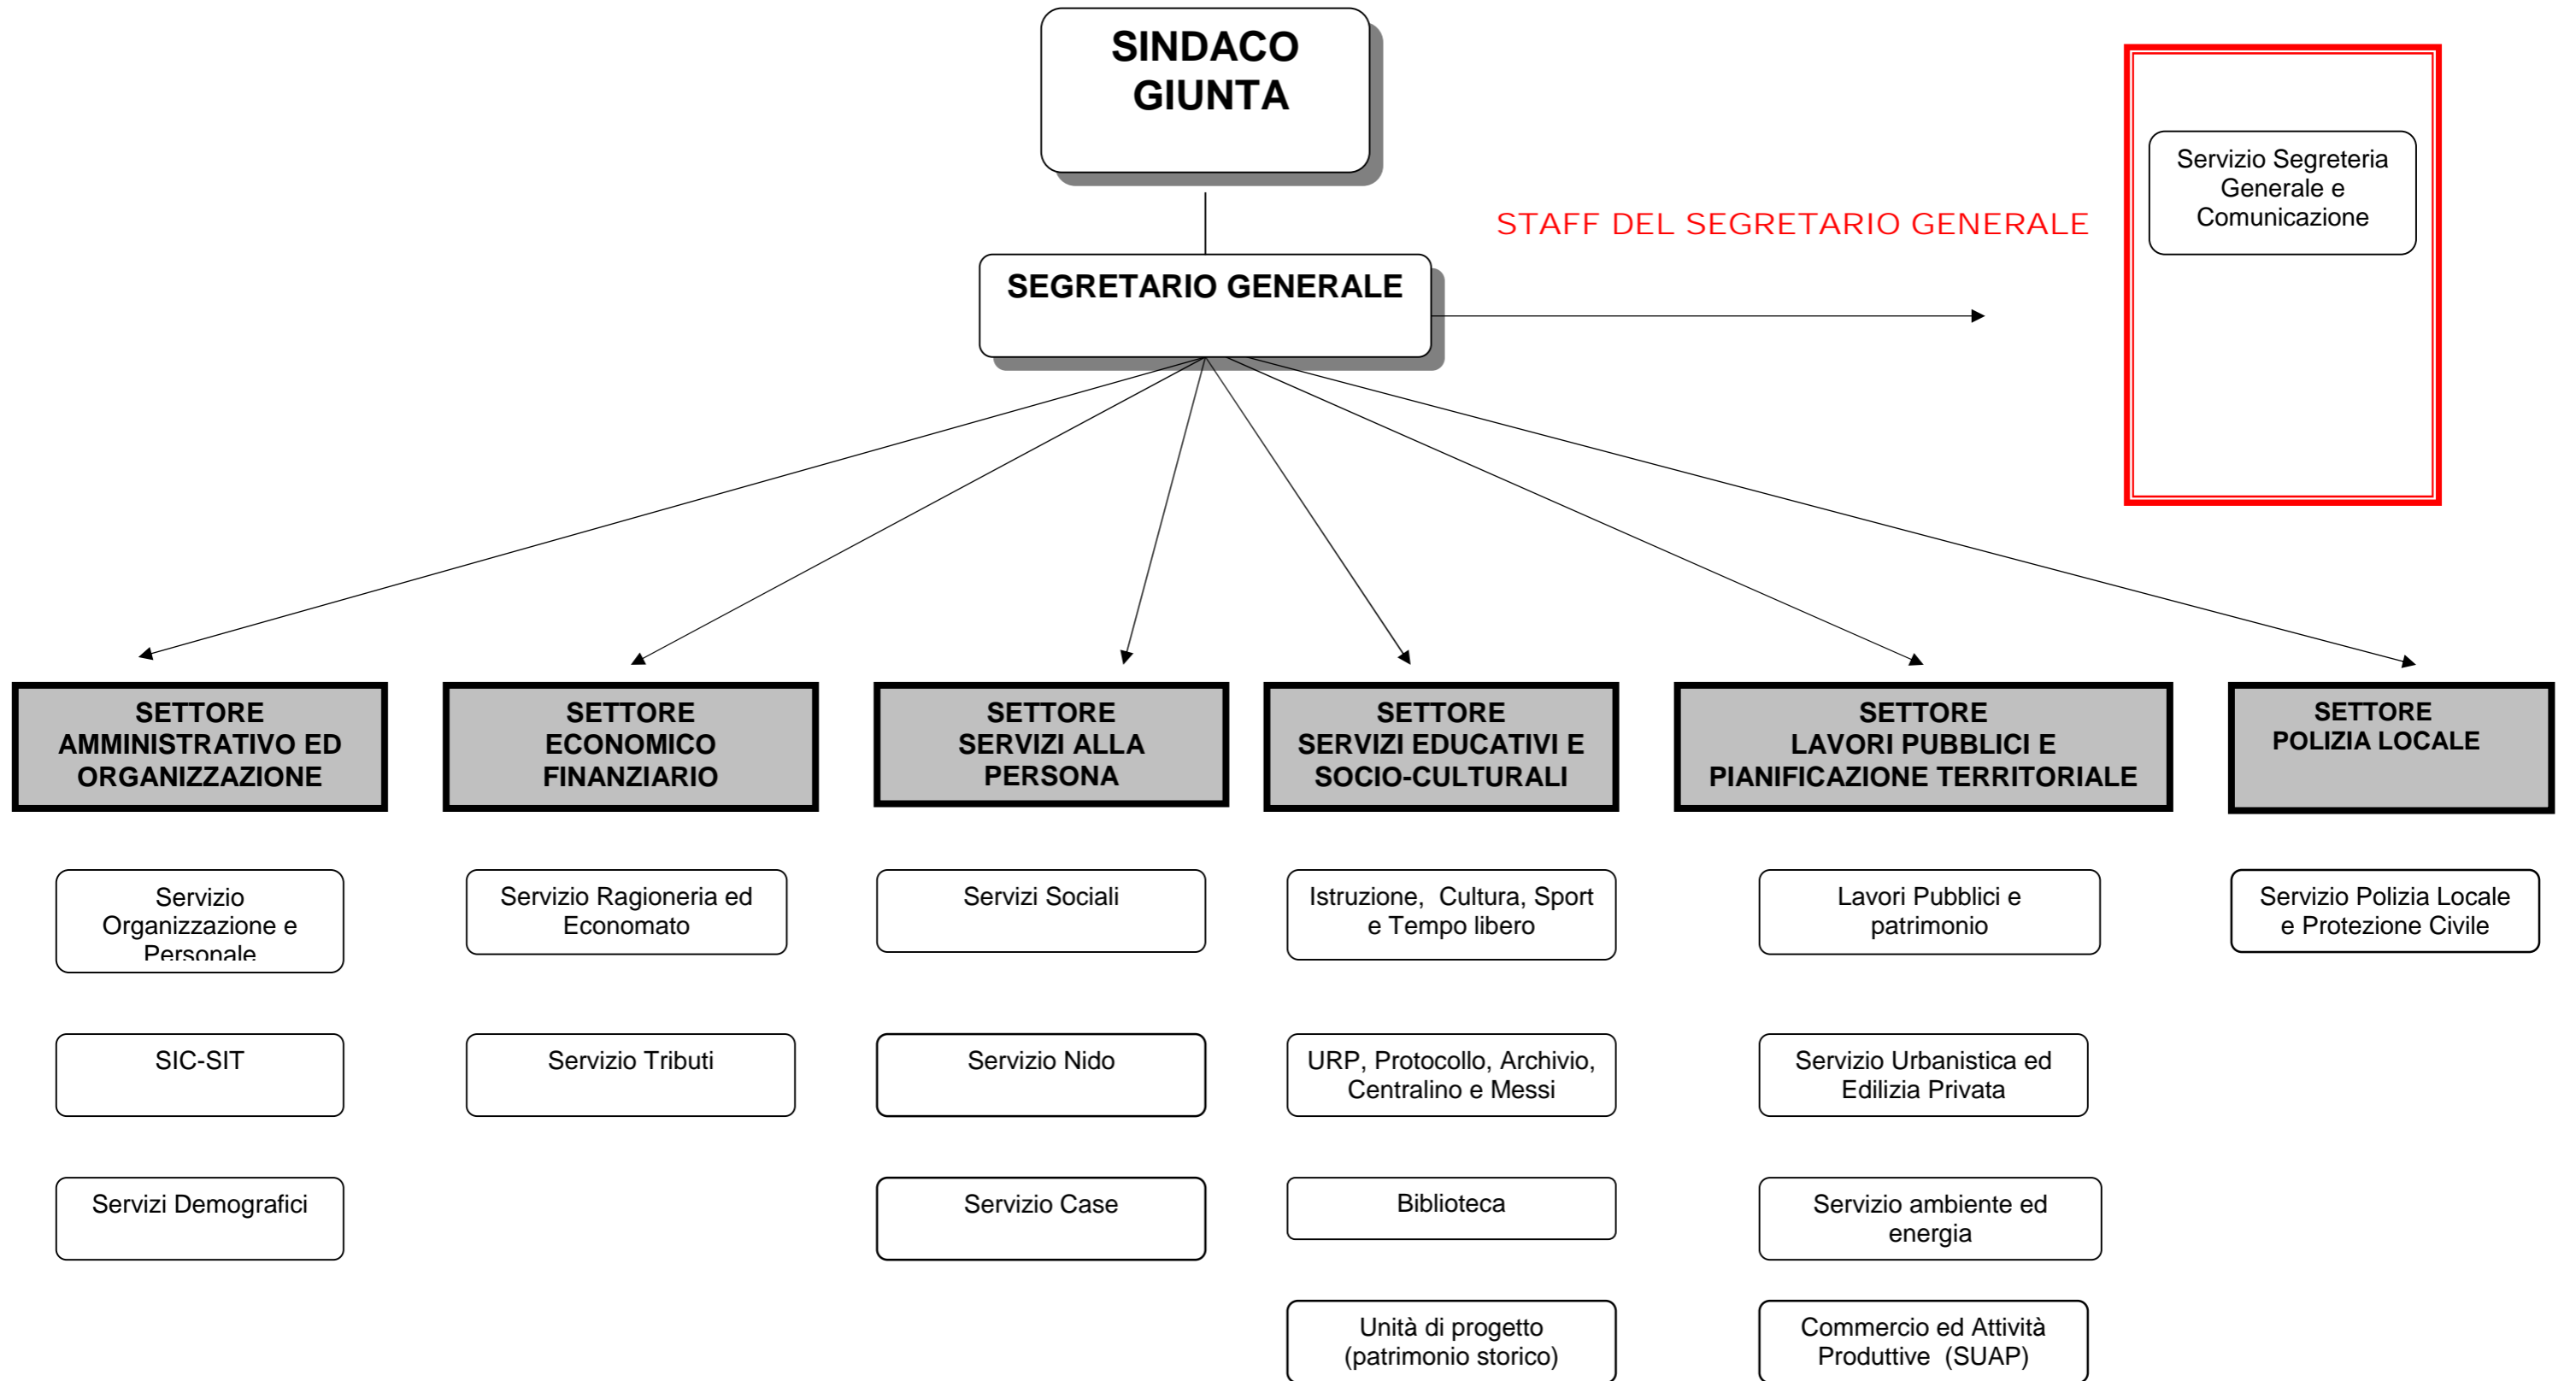 SINDACO
GIUNTA
Servizio Segreteria
Generale e
Comunicazione
STAFF DEL SEGRETARIO GENERALE
SEGRETARIO GENERALE
SETTORE
AMMINISTRATIVO ED
ORGANIZZAZIONE
SETTORE
ECONOMICO
FINANZIARIO
SETTORE
SERVIZI ALLA
PERSONA
SETTORE
SERVIZI EDUCATIVI E
SOCIO-CULTURALI
SETTORE
LAVORI PUBBLICI E
PIANIFICAZIONE TERRITORIALE
SETTORE
POLIZIA LOCALE
Servizio
Organizzazione e
Personale
Servizio Ragioneria ed
Economato
Servizi Sociali
Istruzione, Cultura, Sport
e Tempo libero
Lavori Pubblici e
patrimonio
Servizio Polizia Locale
e Protezione Civile
SIC-SIT
Servizio Tributi
Servizio Nido
URP, Protocollo, Archivio,
Centralino e Messi
Servizio Urbanistica ed
Edilizia Privata
Servizi Demografici
Servizio Case
Biblioteca
Servizio ambiente ed
energia
Unità di progetto
(patrimonio storico)
Commercio ed Attività
Produttive (SUAP)